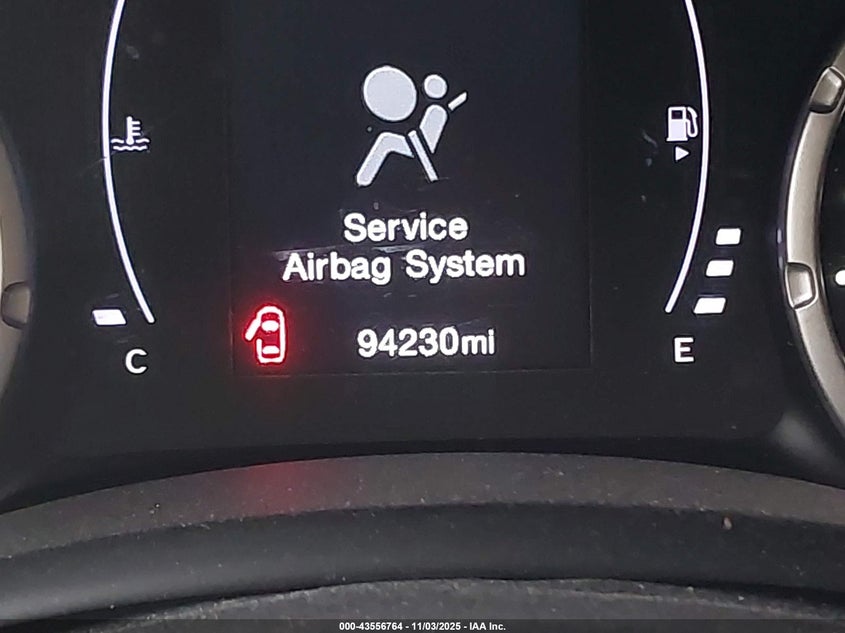 Service
Airbag System
94230mi
C
E
000-43556764 - 11/03/2025 - IAA Inc.